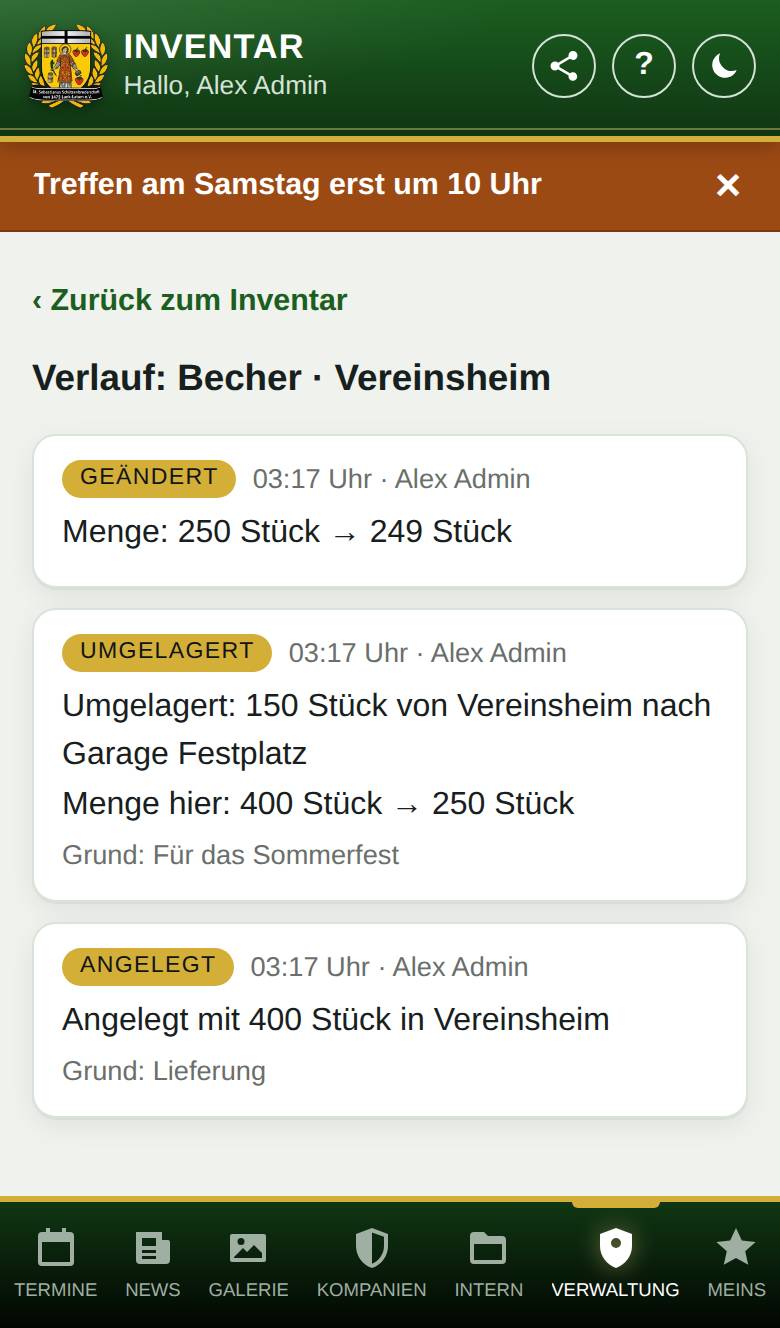 INVENTAR
Hallo, Alex Admin
?
Treffen am Samstag erst um 10 Uhr
×
‹ Zurück zum Inventar
Verlauf: Becher · Vereinsheim
GEÄNDERT 03:17 Uhr · Alex Admin
Menge: 250 Stück → 249 Stück
UMGELAGERT 03:17 Uhr · Alex Admin
Umgelagert: 150 Stück von Vereinsheim nach
Garage Festplatz
Menge hier: 400 Stück → 250 Stück
Grund: Für das Sommerfest
ANGELEGT 03:17 Uhr · Alex Admin
Angelegt mit 400 Stück in Vereinsheim
Grund: Lieferung
TERMINE NEWS GALERIE KOMPANIEN INTERN VERWALTUNG MEINS